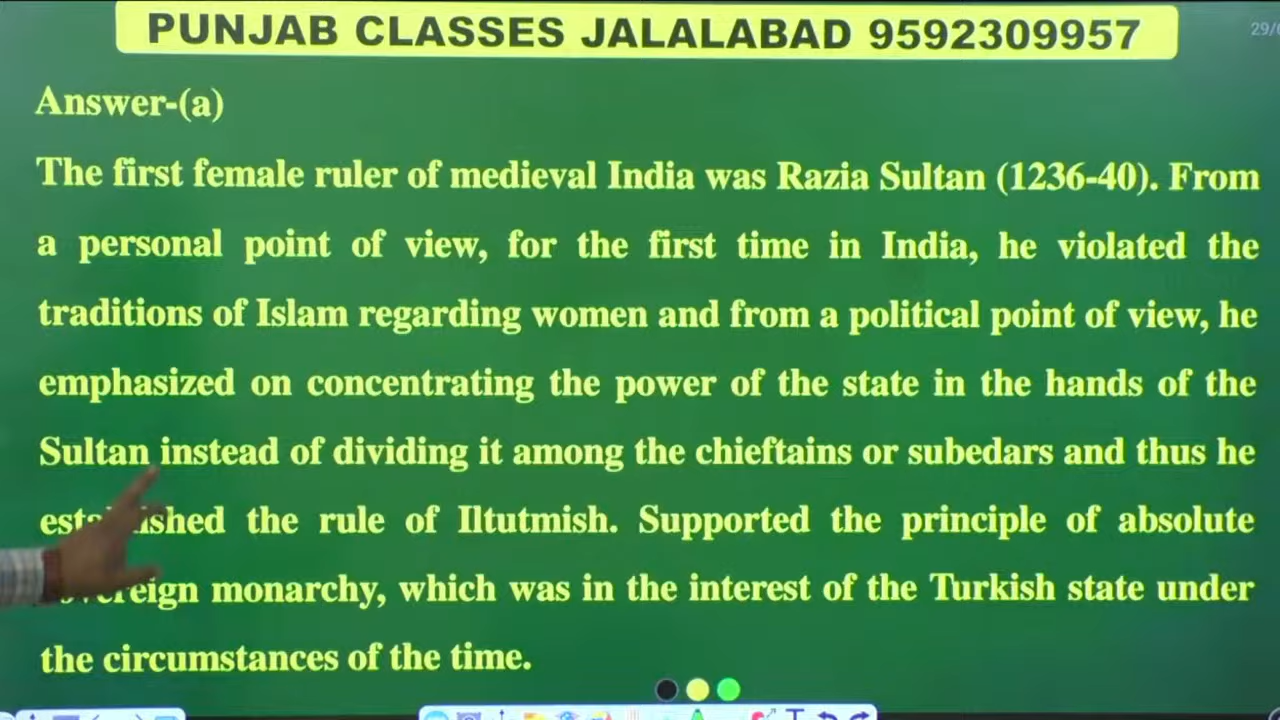 PUNJAB CLASSES JALALABAD 9592309957
29/
Answer-(a)
The first female ruler of medieval India was Razia Sultan (1236-40). From
a personal point of view, for the first time in India, he violated the
traditions of Islam regarding women and from a political point of view, he
emphasized on concentrating the power of the state in the hands of the
Sultan instead of dividing it among the chieftains or subedars and thus he
the rule of Iltutmish. Supported the principle of absolute
monarchy, which was in the interest of the Turkish state under
the circumstances of the time.